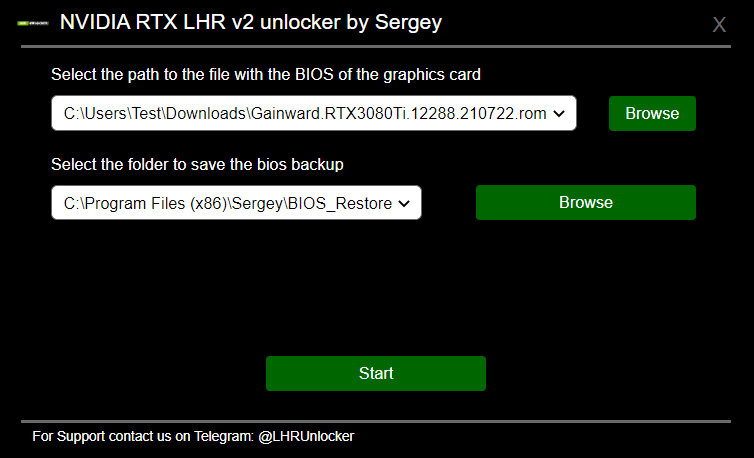 NVIDIA RTX LHR v2 unlocker by Sergey
X
Select the path to the file with the BIOS of the graphics card
C:\Users\Test\Downloads\Gainward.RTX3080Ti.12288.210722.rom
Browse
Select the folder to save the bios backup
C:\Program Files (x86)\Sergey\BIOS_Restore
Browse
Start
For Support contact us on Telegram: @LHRUnlocker